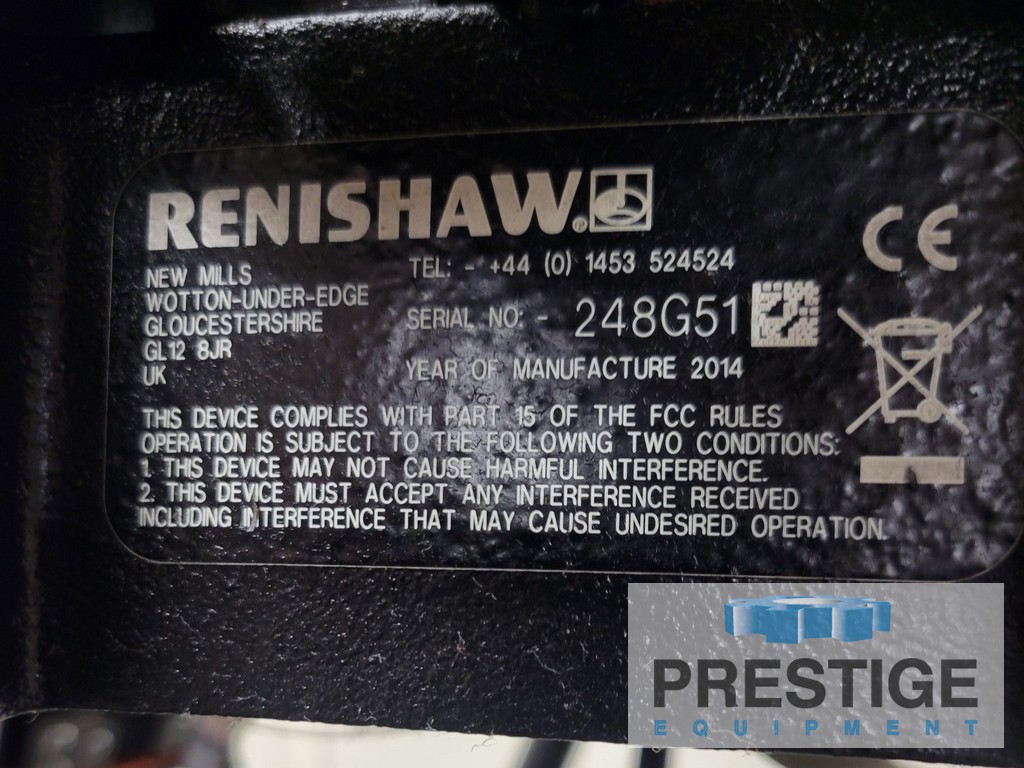 RENISHAW
NEW MILLS
WOTTON-UNDER-EDGE
GLOUCESTERSHIRE
GL12 8JR
UK
TEL: - +44 (0) 1453 524524
SERIAL NO: - 248G51
YEAR OF MANUFACTURE 2014
CE
THIS DEVICE COMPLIES WITH PART 15 OF THE FCC RULES
OPERATION IS SUBJECT TO THE FOLLOWING TWO CONDITIONS:
1. THIS DEVICE MAY NOT CAUSE HARMFUL INTERFERENCE.
2. THIS DEVICE MUST ACCEPT ANY INTERFERENCE RECEIVED
INCLUDING INTERFERENCE THAT MAY CAUSE UNDESIRED OPERATION.
PRESTIGE
EQUIPMENT